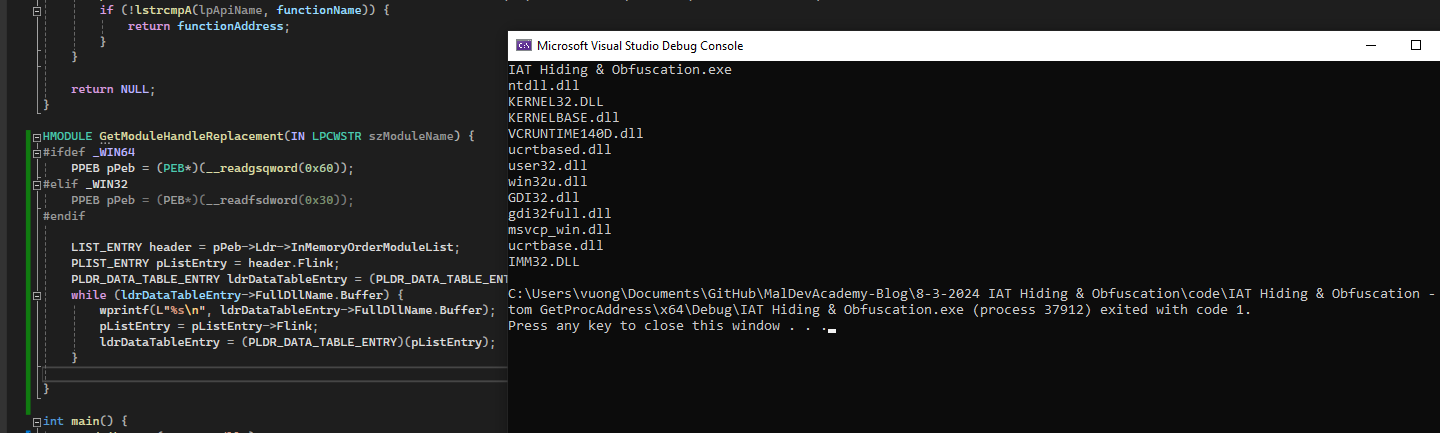 if (!lstrcmpA(lpApiName, functionName)) {
return functionAddress;
}
}
return NULL;
}
HMODULE GetModuleHandleReplacement(IN LPCWSTR szModuleName) {
#ifdef _WIN64
PPEB pPeb = (PEB*)(__readgsqword(0x60));
#elif _WIN32
PPEB pPeb = (PEB*)(__readfsdword(0x30));
#endif
LIST_ENTRY header = pPeb->Ldr->InMemoryOrderModuleList;
PLIST_ENTRY pListEntry = header.Flink;
PLDR_DATA_TABLE_ENTRY ldrDataTableEntry = (PLDR_DATA_TABLE_ENT
while (ldrDataTableEntry->FullDllName.Buffer) {
wprintf(L"%s\n", ldrDataTableEntry->FullDllName.Buffer);
pListEntry = pListEntry->Flink;
ldrDataTableEntry = (PLDR_DATA_TABLE_ENTRY)(pListEntry);
}
}
int main() {
Microsoft Visual Studio Debug Console
IAT Hiding & Obfuscation.exe
ntdll.dll
KERNEL32.DLL
KERNELBASE.dll
VCRUNTIME140D.dll
ucrtbased.dll
user32.dll
win32u.dll
GDI32.dll
gdi32full.dll
msvcp_win.dll
ucrtbase.dll
IMM32.DLL
C:\Users\vuong\Documents\GitHub\MalDevAcademy-Blog\8-3-2024 IAT Hiding & Obfuscation\code\IAT Hiding & Obfuscation -
tom GetProcAddress\x64\Debug\IAT Hiding & Obfuscation.exe (process 37912) exited with code 1.
Press any key to close this window . . .